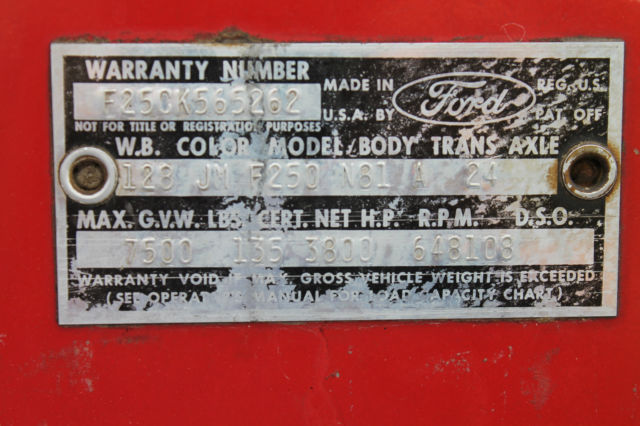 WARRANTY NUMBER
F25CK565262
NOT FOR TITLE OR REGISTRATION PURPOSES
MADE IN
U.S.A. BY
Ford
REG. U.S.
PAT. OFF
W.B. COLOR MODEL/BODY TRANS AXLE
128 JM F250 N81 A 24
MAX. G.V.W. LBS CERT. NET H.P. R.P.M. D.S.O.
7500 135 3800 648108
WARRANTY VOID IF MAX. GROSS VEHICLE WEIGHT IS EXCEEDED
(SEE OPERATOR'S MANUAL FOR LOAD CAPACITY CHART)